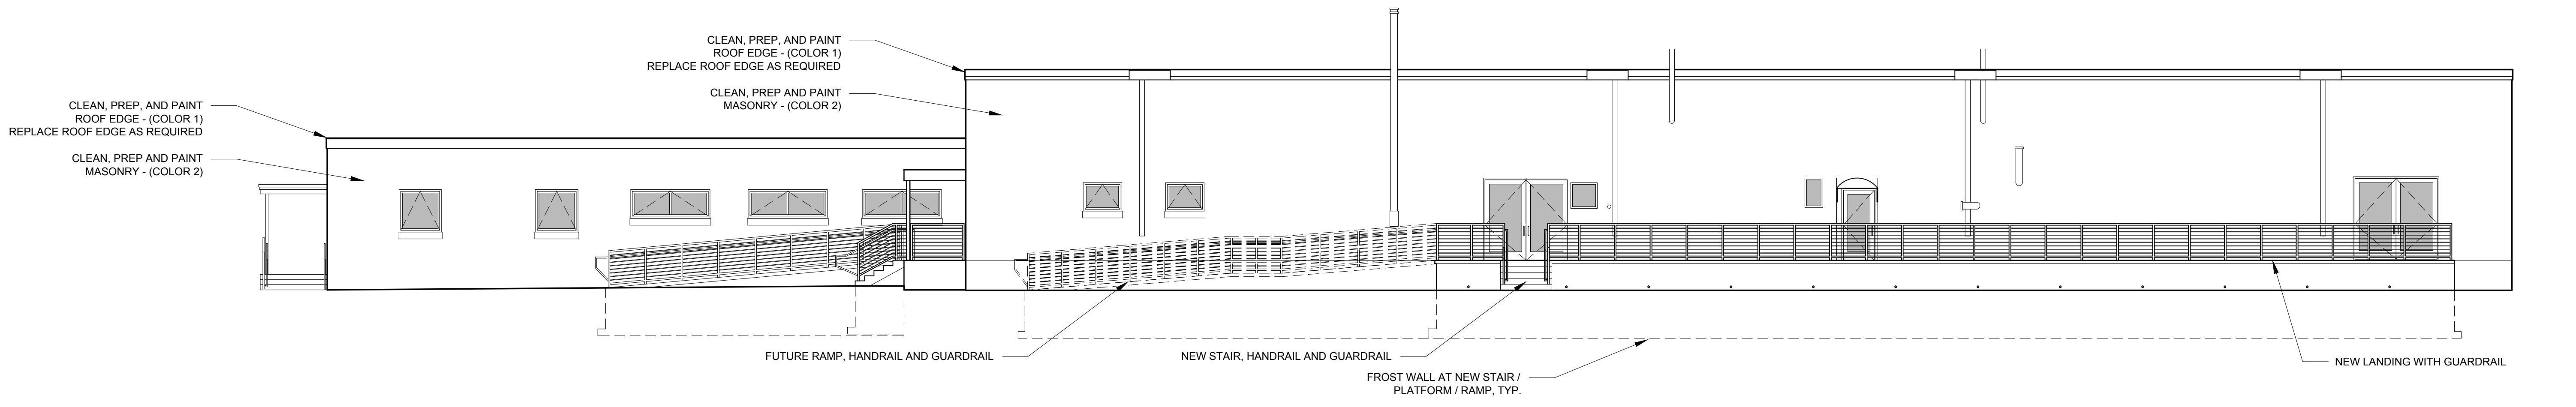 CLEAN, PREP, AND PAINT
ROOF EDGE - (COLOR 1)
REPLACE ROOF EDGE AS REQUIRED
CLEAN, PREP AND PAINT
MASONRY - (COLOR 2)
CLEAN, PREP, AND PAINT
ROOF EDGE - (COLOR 1)
REPLACE ROOF EDGE AS REQUIRED
CLEAN, PREP AND PAINT
MASONRY - (COLOR 2)
FUTURE RAMP, HANDRAIL AND GUARDRAIL
NEW STAIR, HANDRAIL AND GUARDRAIL
FROST WALL AT NEW STAIR /
PLATFORM / RAMP, TYP.
NEW LANDING WITH GUARDRAIL